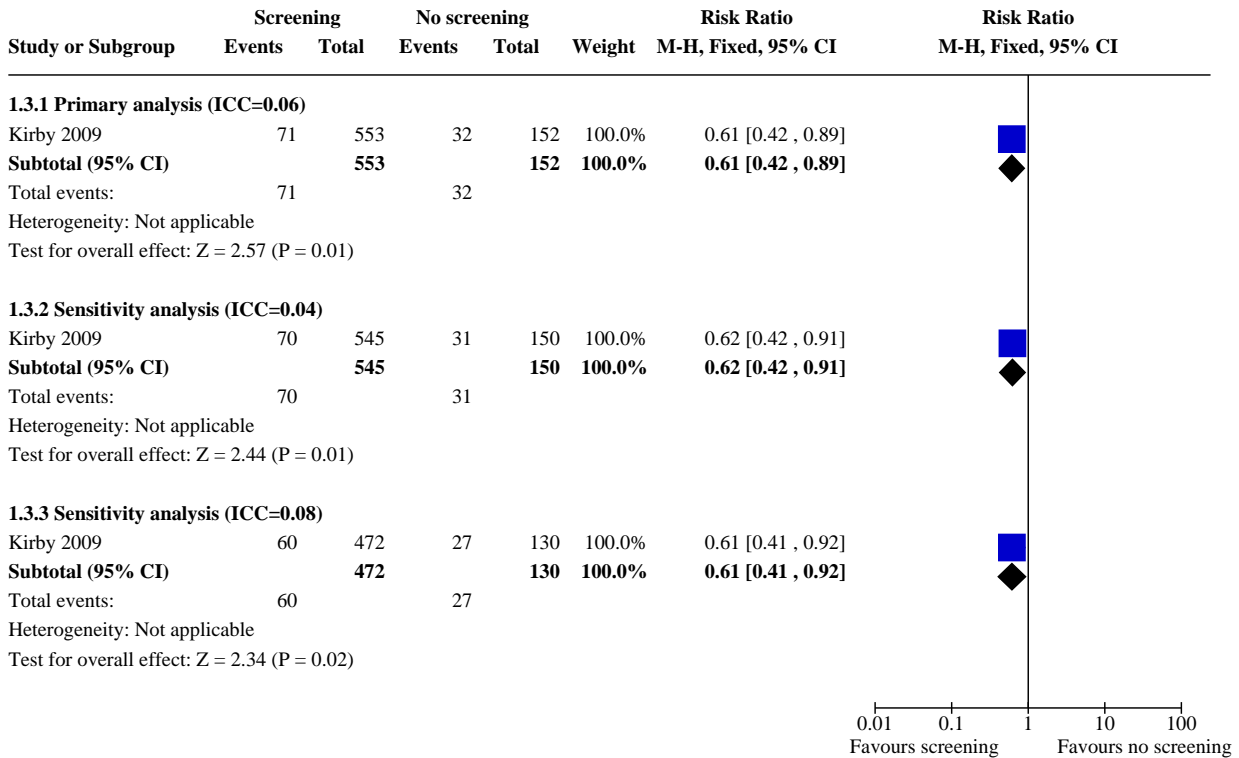 Screening No screening Risk Ratio Risk Ratio
Study or Subgroup Events Total Events Total Weight M-H, Fixed, 95% CI M-H, Fixed, 95% CI
1.3.1 Primary analysis (ICC=0.06)
Kirby 2009 71 553 32 152 100.0% 0.61 [0.42 , 0.89]
Subtotal (95% CI) 553 152 100.0% 0.61 [0.42 , 0.89]
Total events: 71 32
Heterogeneity: Not applicable
Test for overall effect: Z = 2.57 (P = 0.01)
1.3.2 Sensitivity analysis (ICC=0.04)
Kirby 2009 70 545 31 150 100.0% 0.62 [0.42 , 0.91]
Subtotal (95% CI) 545 150 100.0% 0.62 [0.42 , 0.91]
Total events: 70 31
Heterogeneity: Not applicable
Test for overall effect: Z = 2.44 (P = 0.01)
1.3.3 Sensitivity analysis (ICC=0.08)
Kirby 2009 60 472 27 130 100.0% 0.61 [0.41 , 0.92]
Subtotal (95% CI) 472 130 100.0% 0.61 [0.41 , 0.92]
Total events: 60 27
Heterogeneity: Not applicable
Test for overall effect: Z = 2.34 (P = 0.02)
0.01 0.1 1 10 100
Favours screening Favours no screening